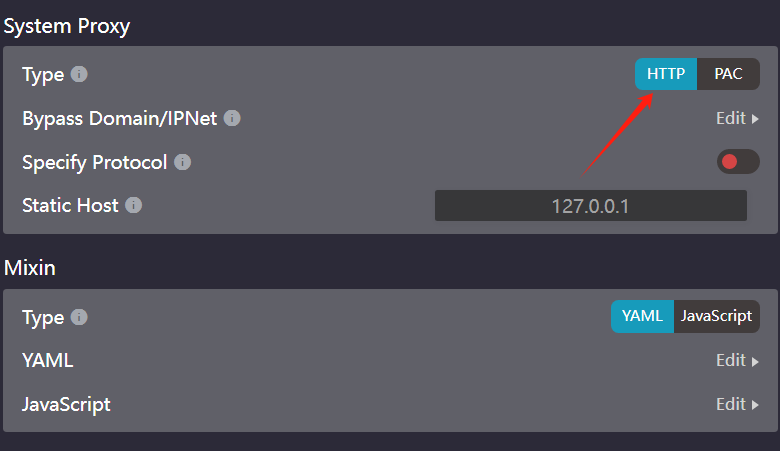 System Proxy
Type HTTP PAC
Bypass Domain/IPNet Edit
Specify Protocol
Static Host 127.0.0.1
Mixin
Type YAML JavaScript
YAML Edit
JavaScript Edit